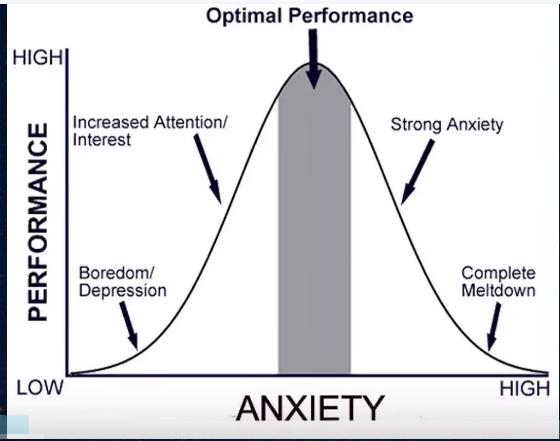 Optimal Performance
HIGH
Increased Attention/
Interest
Strong Anxiety
PERFORMANCE
Boredom/
Depression
Complete
Meltdown
LOW
HIGH
ANXIETY